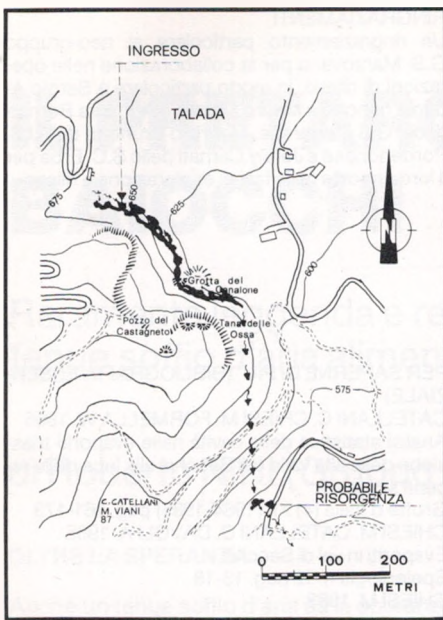 INGRESSO
TALADA
675
650
625
600
Grotta del
Canalone
Pozzo del
Castagneto
Tana delle
Ossa
575
C. CATELLANI
M. VIANI
87
PROBABILE
RISORGENZA
0 100 200
METRI
N